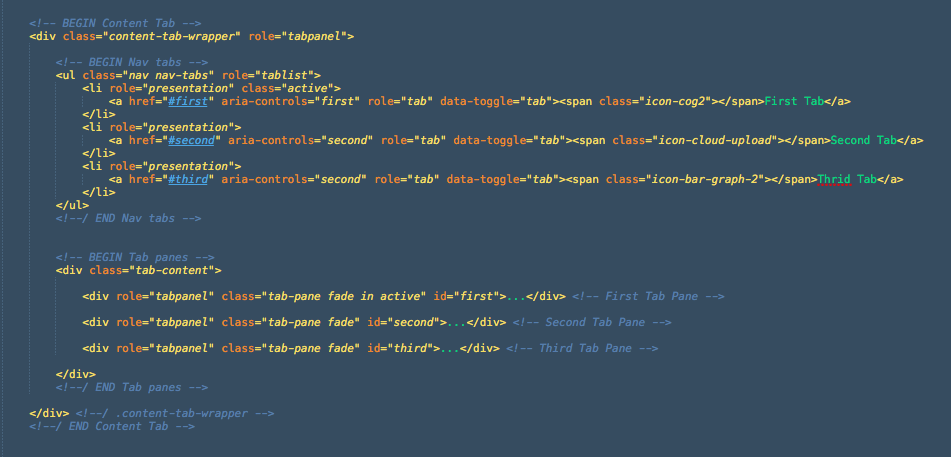 <!-- BEGIN Content Tab -->
<div class="content-tab-wrapper" role="tabpanel">
<!-- BEGIN Nav tabs -->
<ul class="nav nav-tabs" role="tablist">
<li role="presentation" class="active">
<a href="#first" aria-controls="first" role="tab" data-toggle="tab"><span class="icon-cog2"></span>First Tab</a>
</li>
<li role="presentation">
<a href="#second" aria-controls="second" role="tab" data-toggle="tab"><span class="icon-cloud-upload"></span>Second Tab</a>
</li>
<li role="presentation">
<a href="#third" aria-controls="second" role="tab" data-toggle="tab"><span class="icon-bar-graph-2"></span>Thrid Tab</a>
</li>
</ul>
<!--/ END Nav tabs -->
<!-- BEGIN Tab panes -->
<div class="tab-content">
<div role="tabpanel" class="tab-pane fade in active" id="first">...</div> <!-- First Tab Pane -->
<div role="tabpanel" class="tab-pane fade" id="second">...</div> <!-- Second Tab Pane -->
<div role="tabpanel" class="tab-pane fade" id="third">...</div> <!-- Third Tab Pane -->
</div>
<!--/ END Tab panes -->
</div> <!--/ .content-tab-wrapper -->
<!--/ END Content Tab -->